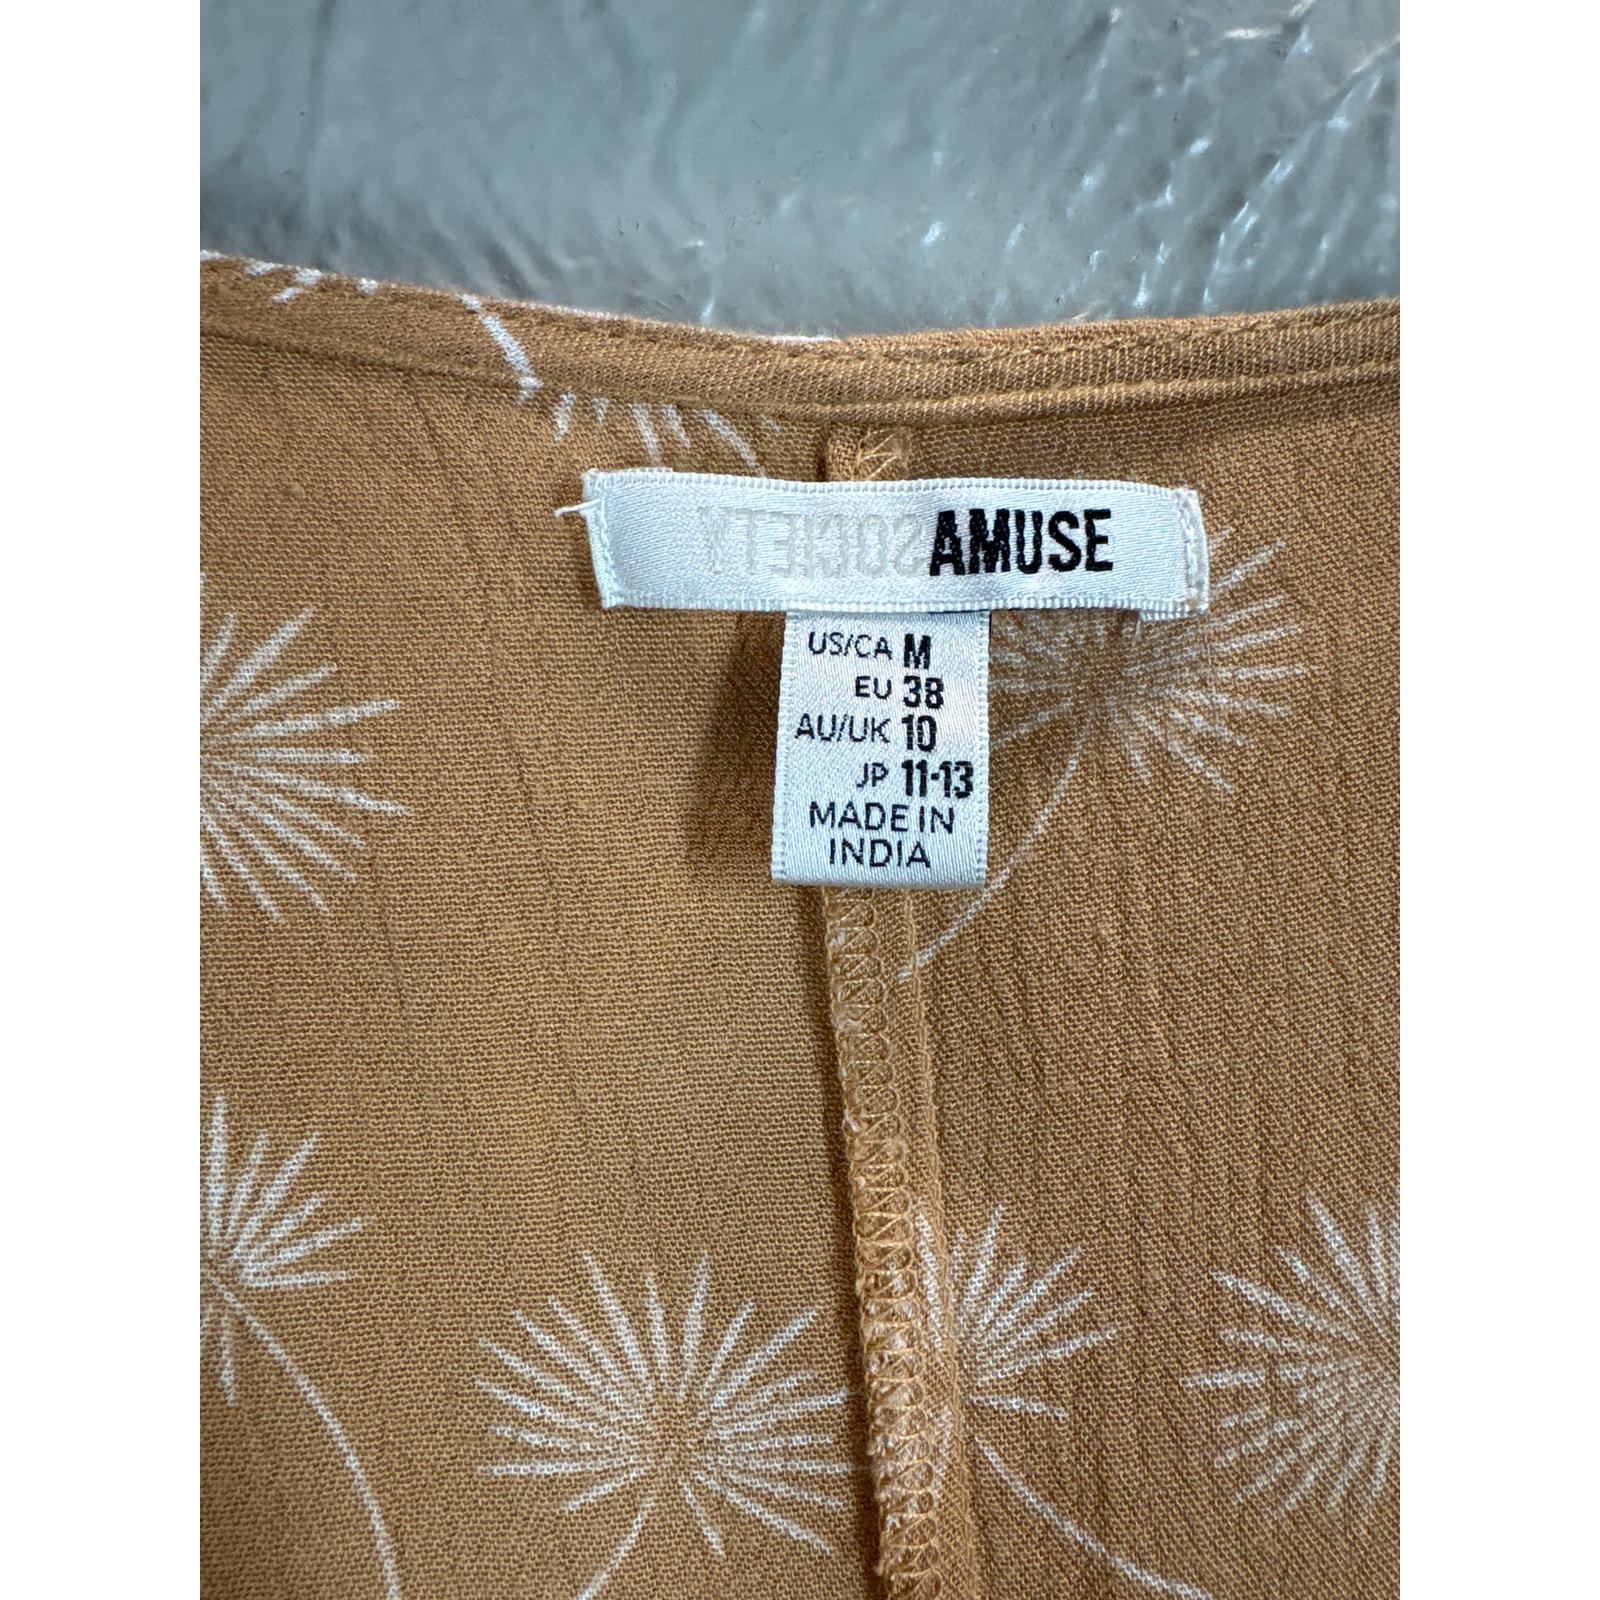 SOCIETY AMUSE
US/CA M
EU 38
AU/UK 10
JP 11-13
MADE IN
INDIA